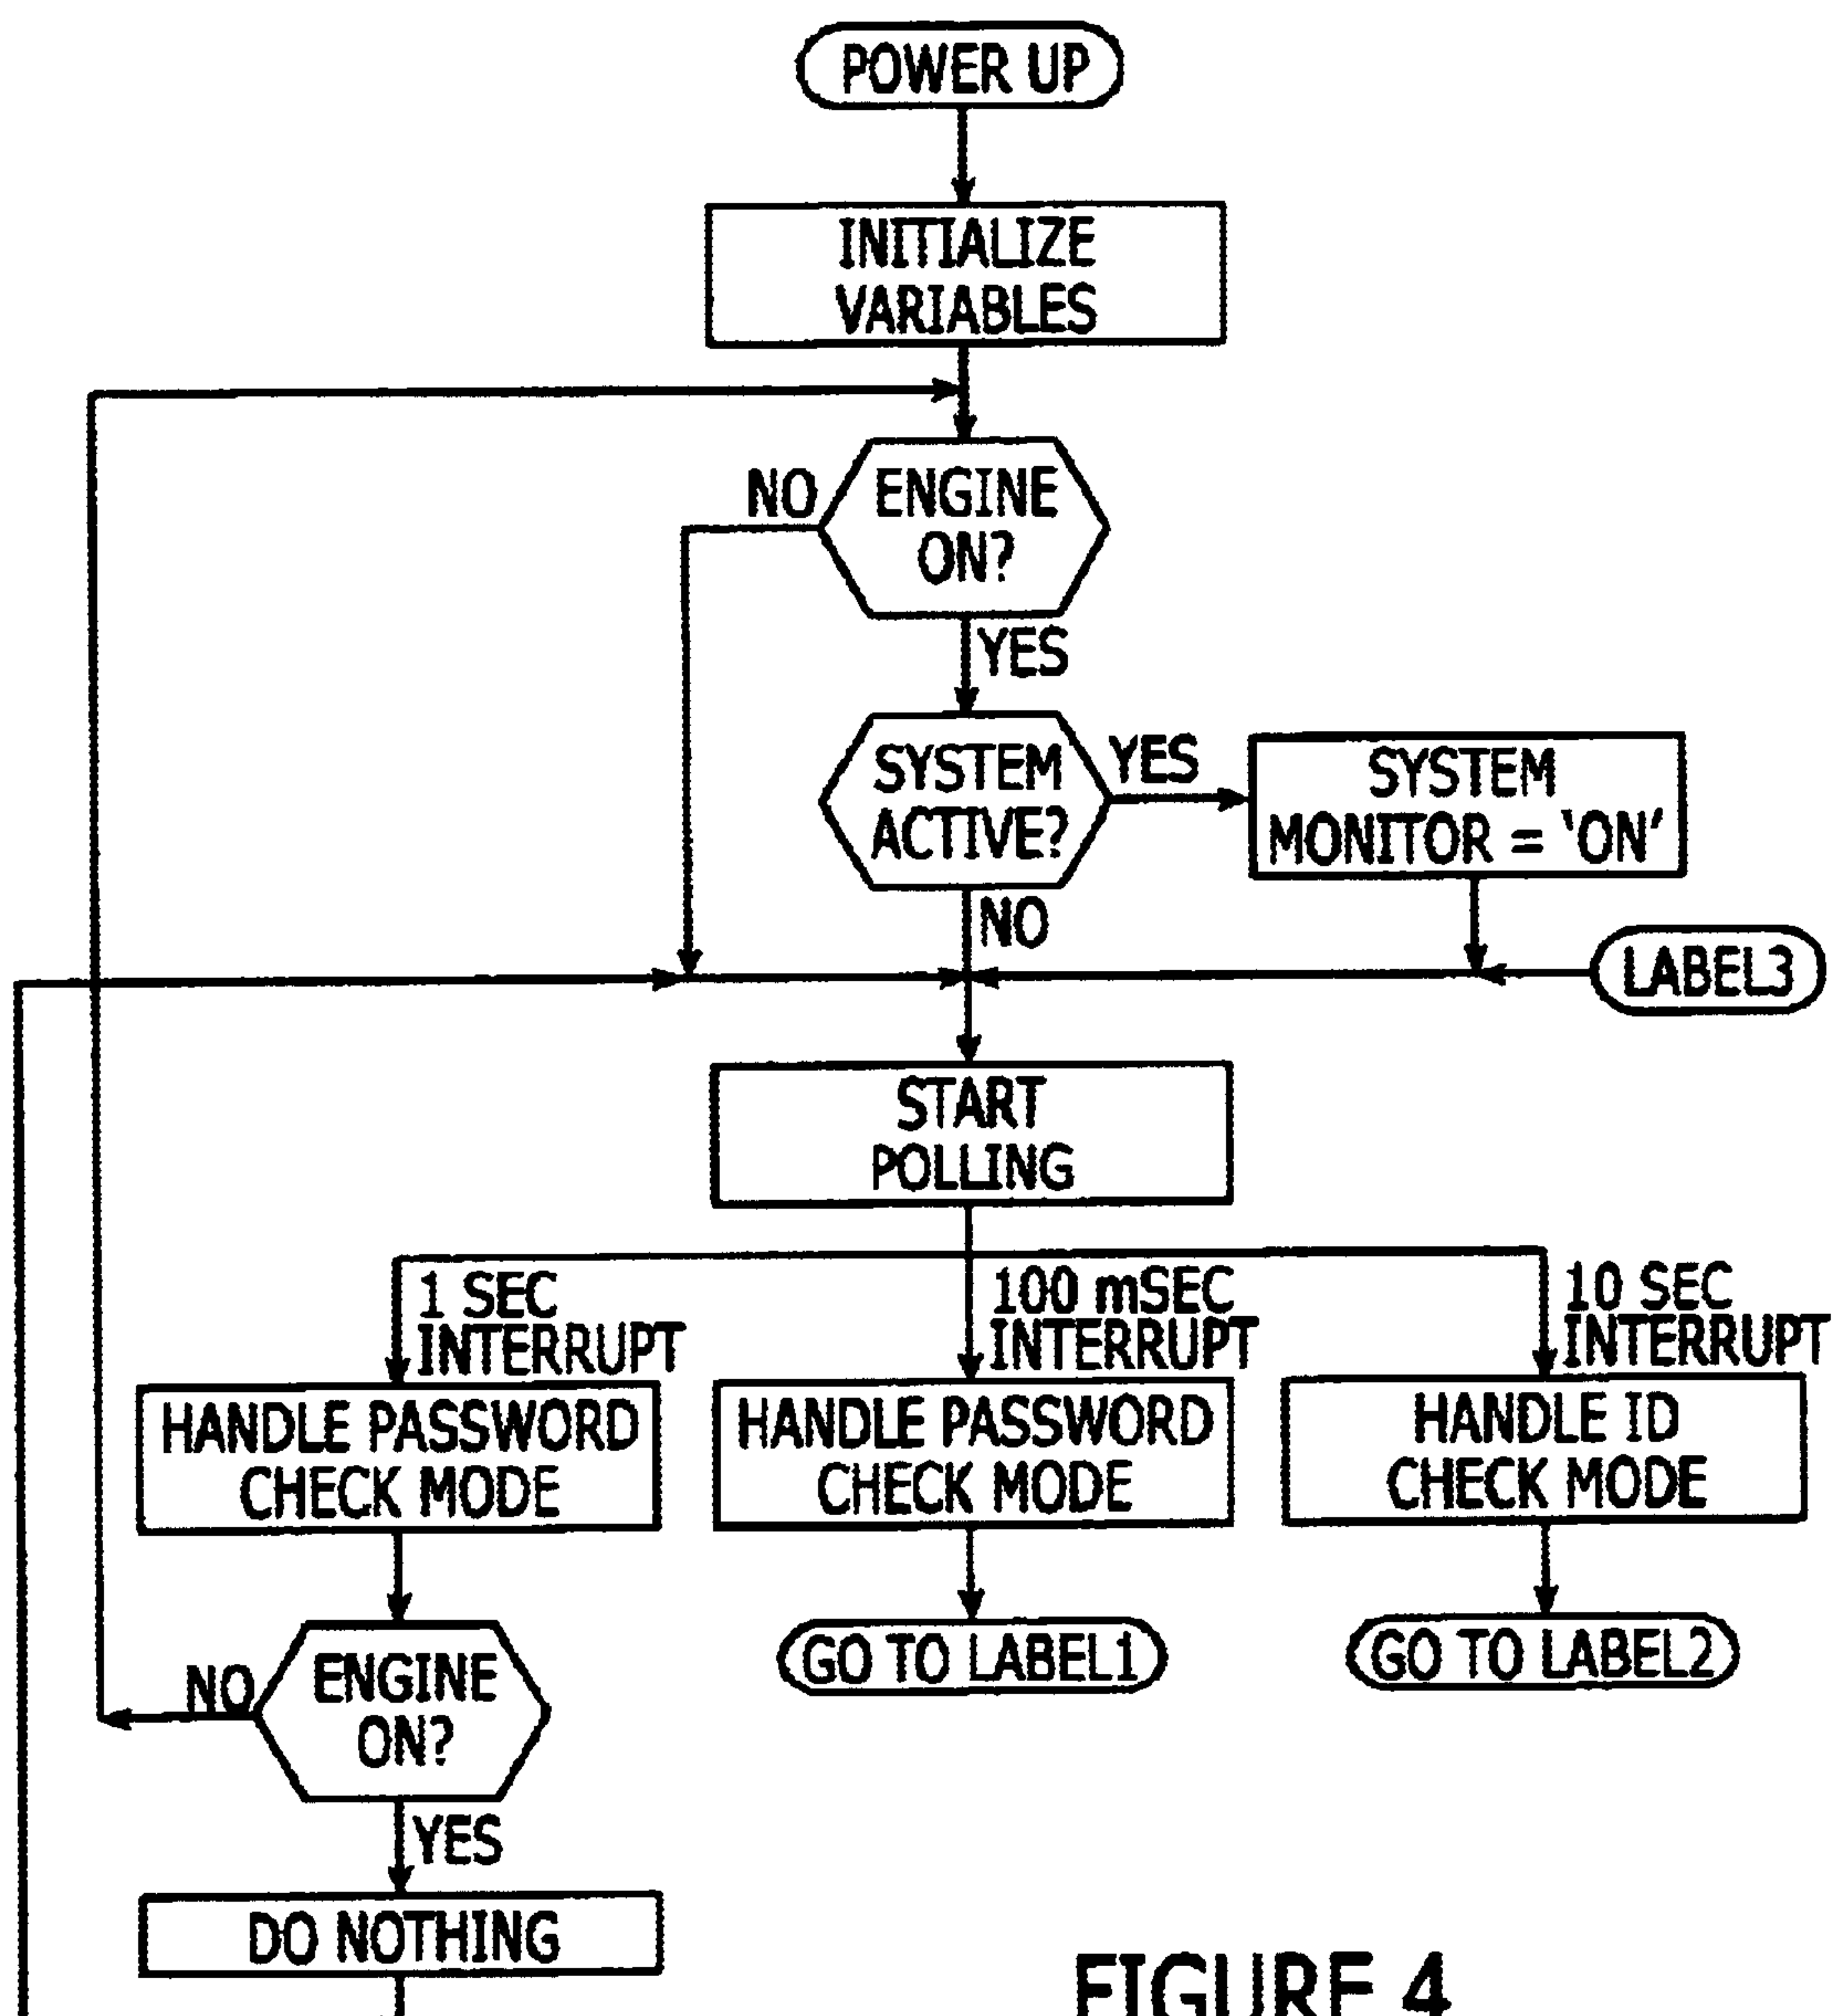 POWER UP
INITIALIZE
VARIABLES
ENGINE
ON?
NO
YES
SYSTEM
ACTIVE?
YES
NO
SYSTEM
MONITOR = 'ON'
LABEL3
START
POLLING
1 SEC
INTERRUPT
100 mSEC
INTERRUPT
10 SEC
INTERRUPT
HANDLE PASSWORD
CHECK MODE
HANDLE PASSWORD
CHECK MODE
HANDLE ID
CHECK MODE
GO TO LABEL1
GO TO LABEL2
ENGINE
ON?
NO
YES
DO NOTHING
FIGURE 4